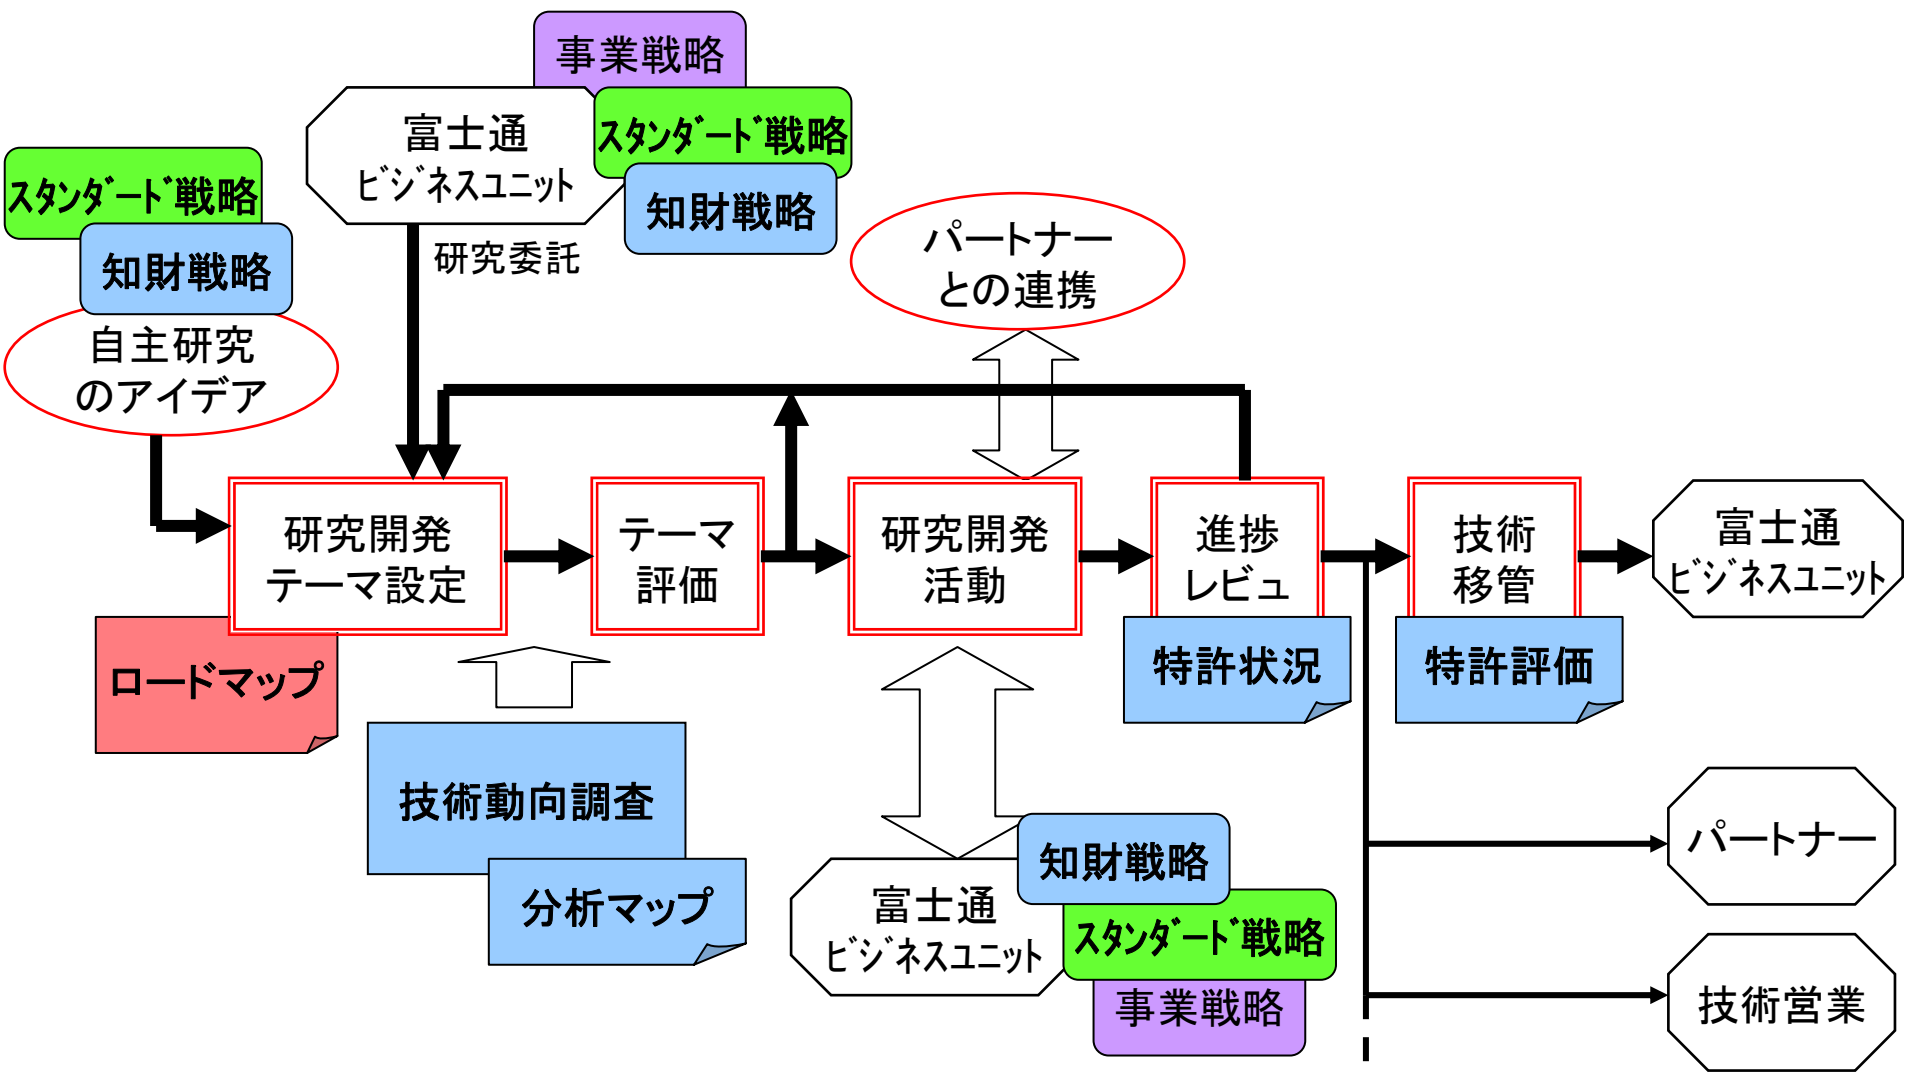 事業戦略
富士通
ビジネスユニット
スタンダード戦略
知財戦略
研究委託
スタンダード戦略
知財戦略
自主研究
のアイデア
パートナー
との連携
研究開発
テーマ設定
テーマ
評価
研究開発
活動
進捗
レビュ
技術
移管
富士通
ビジネスユニット
ロードマップ
特許状況
特許評価
技術動向調査
分析マップ
知財戦略
富士通
ビジネスユニット
スタンダード戦略
事業戦略
パートナー
技術営業